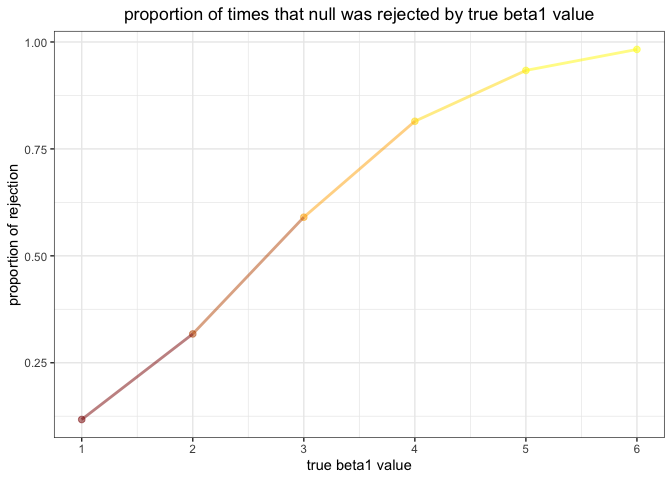 proportion of times that null was rejected by true beta1 value
proportion of rejection
1.00
0.75
0.50
0.25
1 2 3 4 5 6
true beta1 value